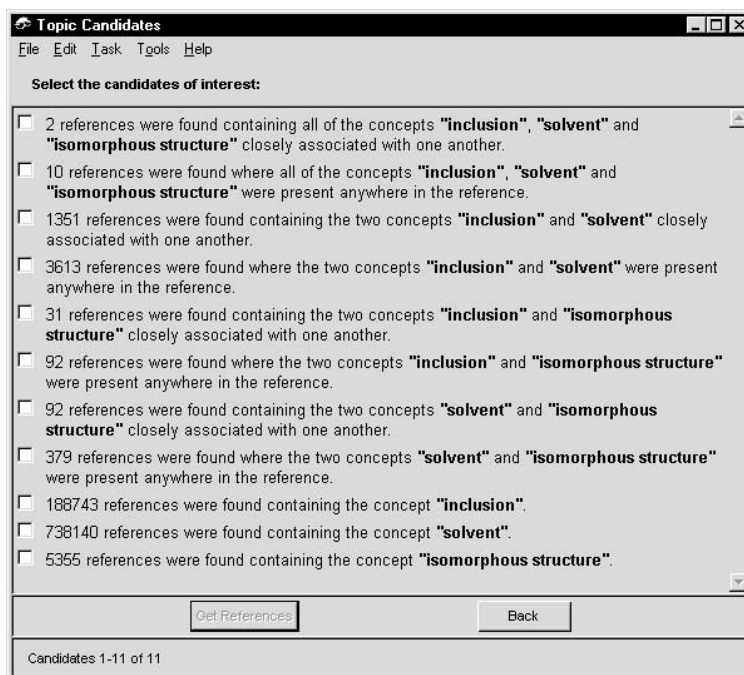 Topic Candidates
File Edit Task Tools Help
Select the candidates of interest:
2 references were found containing all of the concepts "inclusion", "solvent" and
"isomorphous structure" closely associated with one another.
10 references were found where all of the concepts "inclusion", "solvent" and
"isomorphous structure" were present anywhere in the reference.
1351 references were found containing the two concepts "inclusion" and "solvent" closely
associated with one another.
3613 references were found where the two concepts "inclusion" and "solvent" were present
anywhere in the reference.
31 references were found containing the two concepts "inclusion" and "isomorphous
structure" closely associated with one another.
92 references were found where the two concepts "inclusion" and "isomorphous structure"
were present anywhere in the reference.
92 references were found containing the two concepts "solvent" and "isomorphous
structure" closely associated with one another.
379 references were found where the two concepts "solvent" and "isomorphous structure"
were present anywhere in the reference.
188743 references were found containing the concept "inclusion".
738140 references were found containing the concept "solvent".
5355 references were found containing the concept "isomorphous structure".
Get References Back
Candidates 1-11 of 11